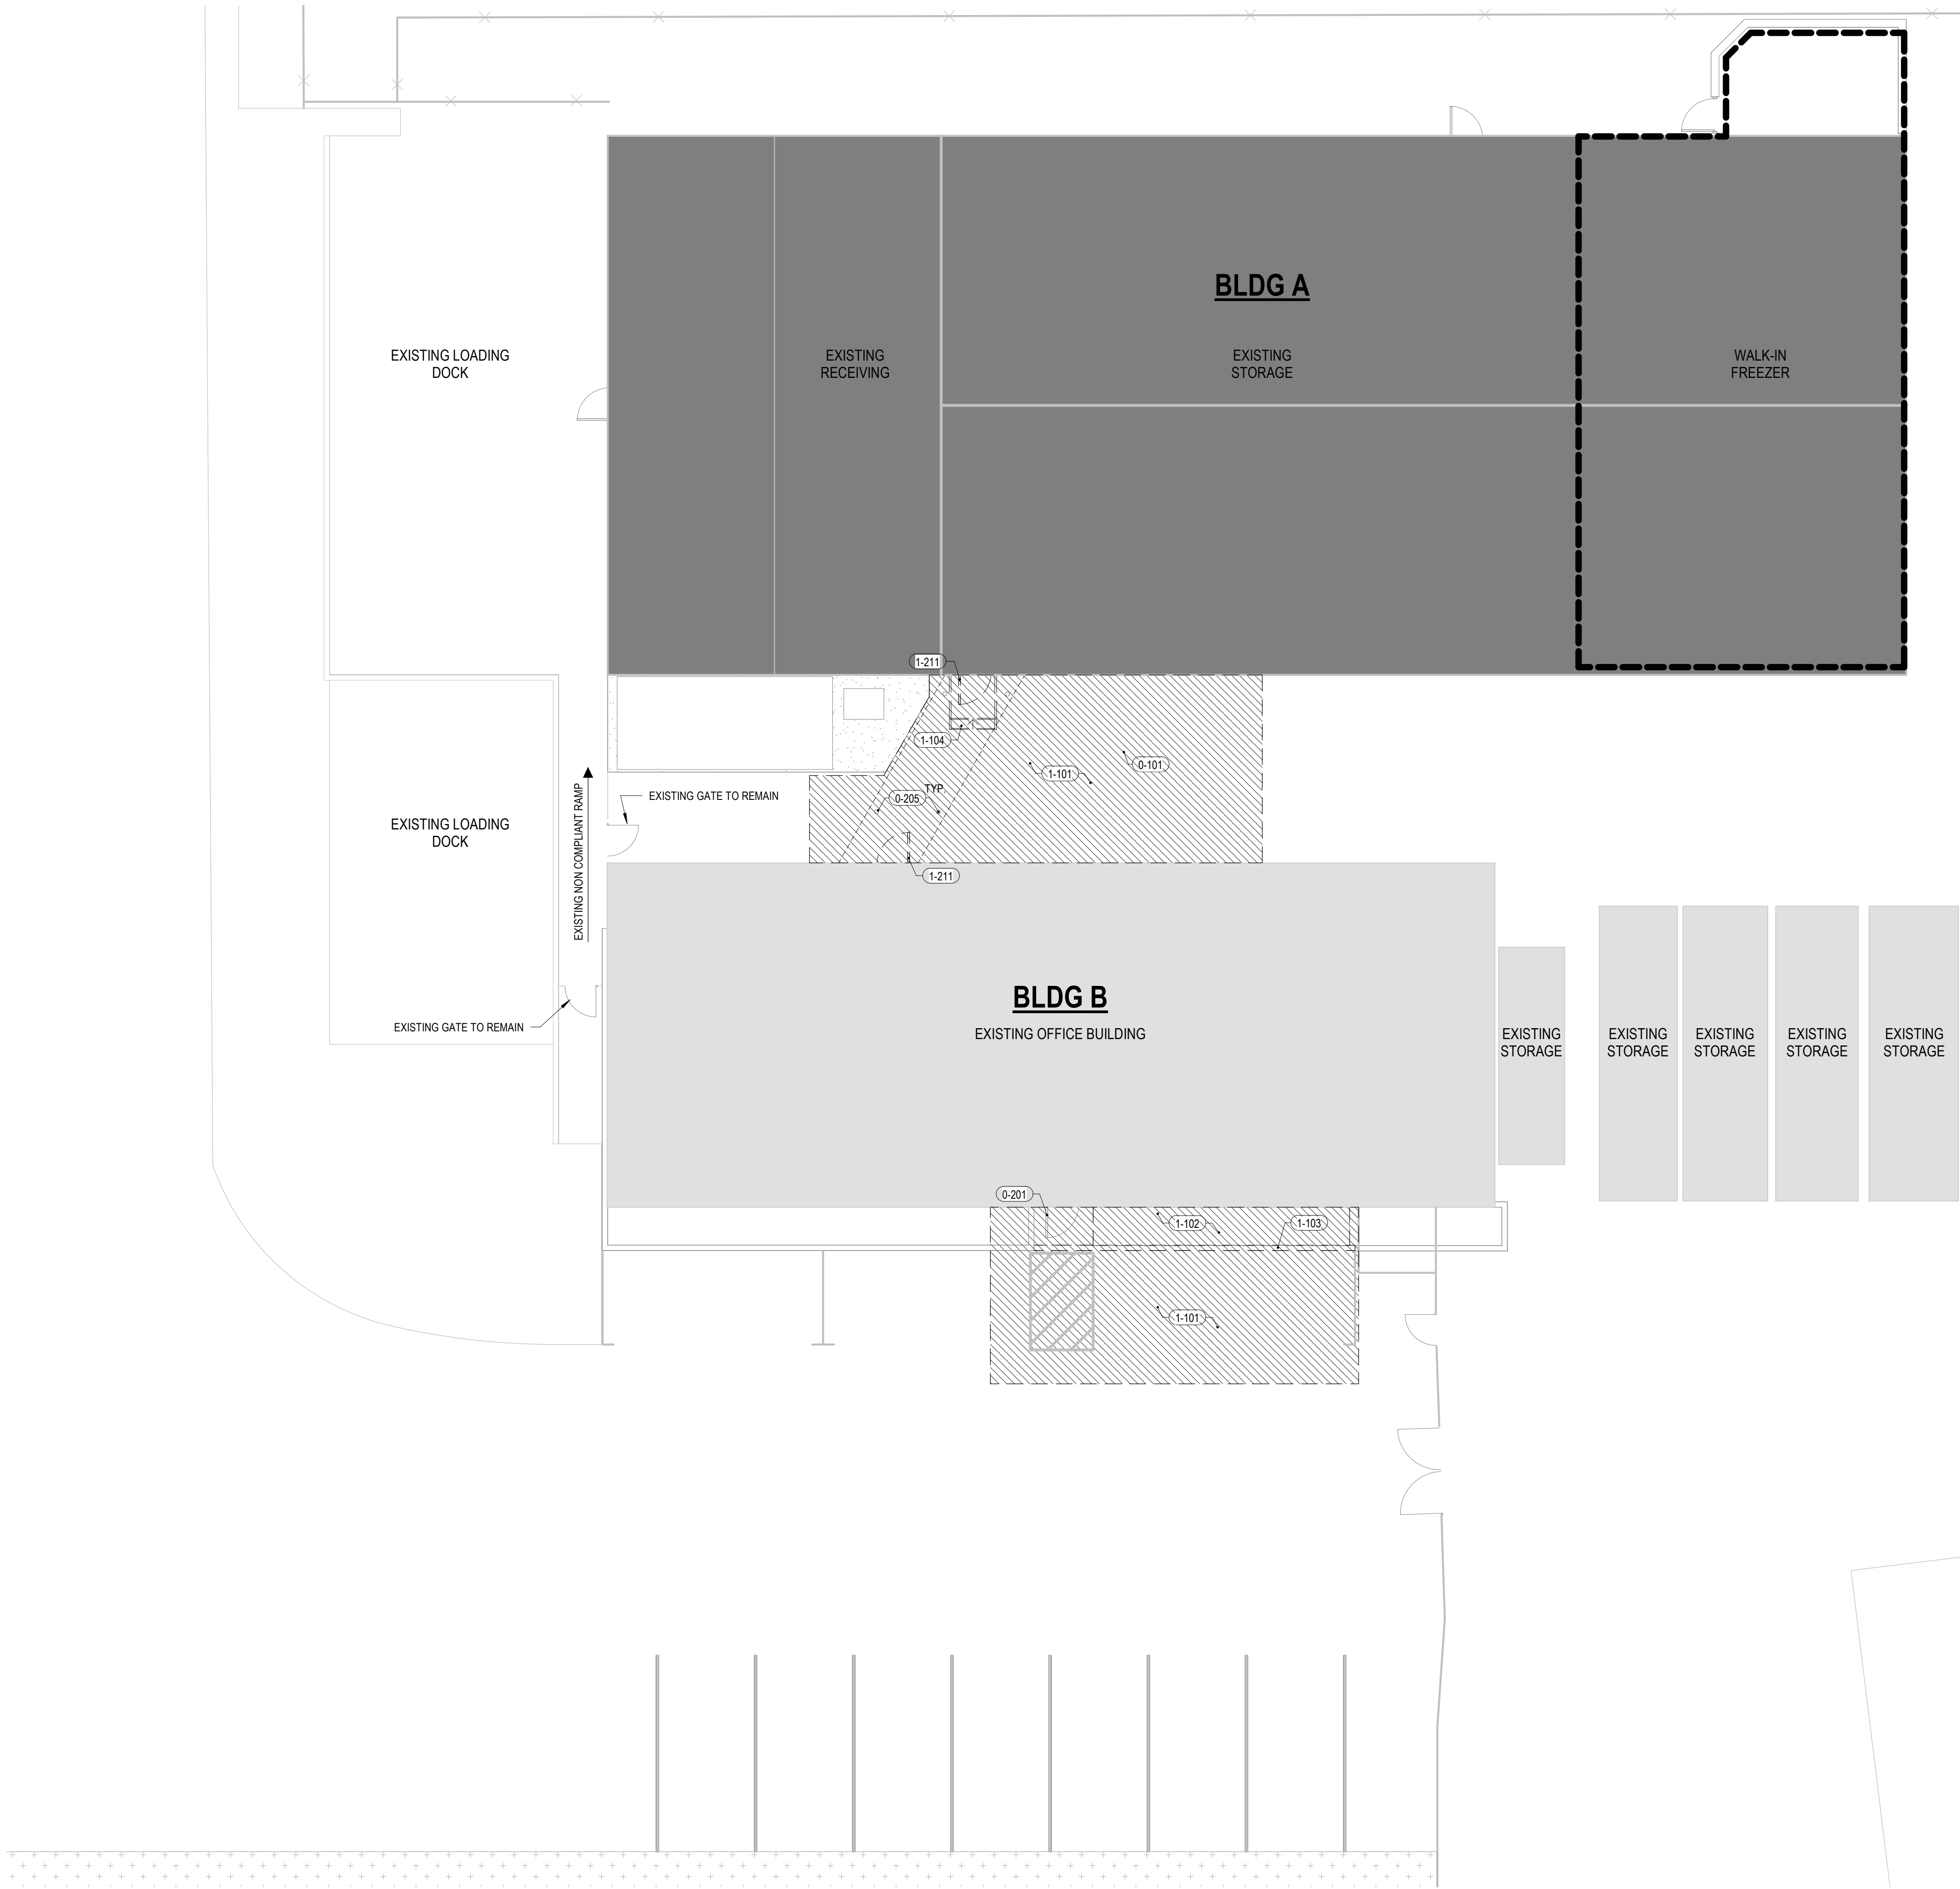 BLDG A
EXISTING LOADING
DOCK
EXISTING
RECEIVING
EXISTING
STORAGE
WALK-IN
FREEZER
1-211
1-104
1-101
0-101
TYP.
0-205
EXISTING GATE TO REMAIN
EXISTING NON COMPLIANT RAMP
EXISTING LOADING
DOCK
1-211
BLDG B
EXISTING OFFICE BUILDING
EXISTING GATE TO REMAIN
EXISTING
STORAGE
EXISTING
STORAGE
EXISTING
STORAGE
EXISTING
STORAGE
EXISTING
STORAGE
0-201
1-102
1-103
1-101